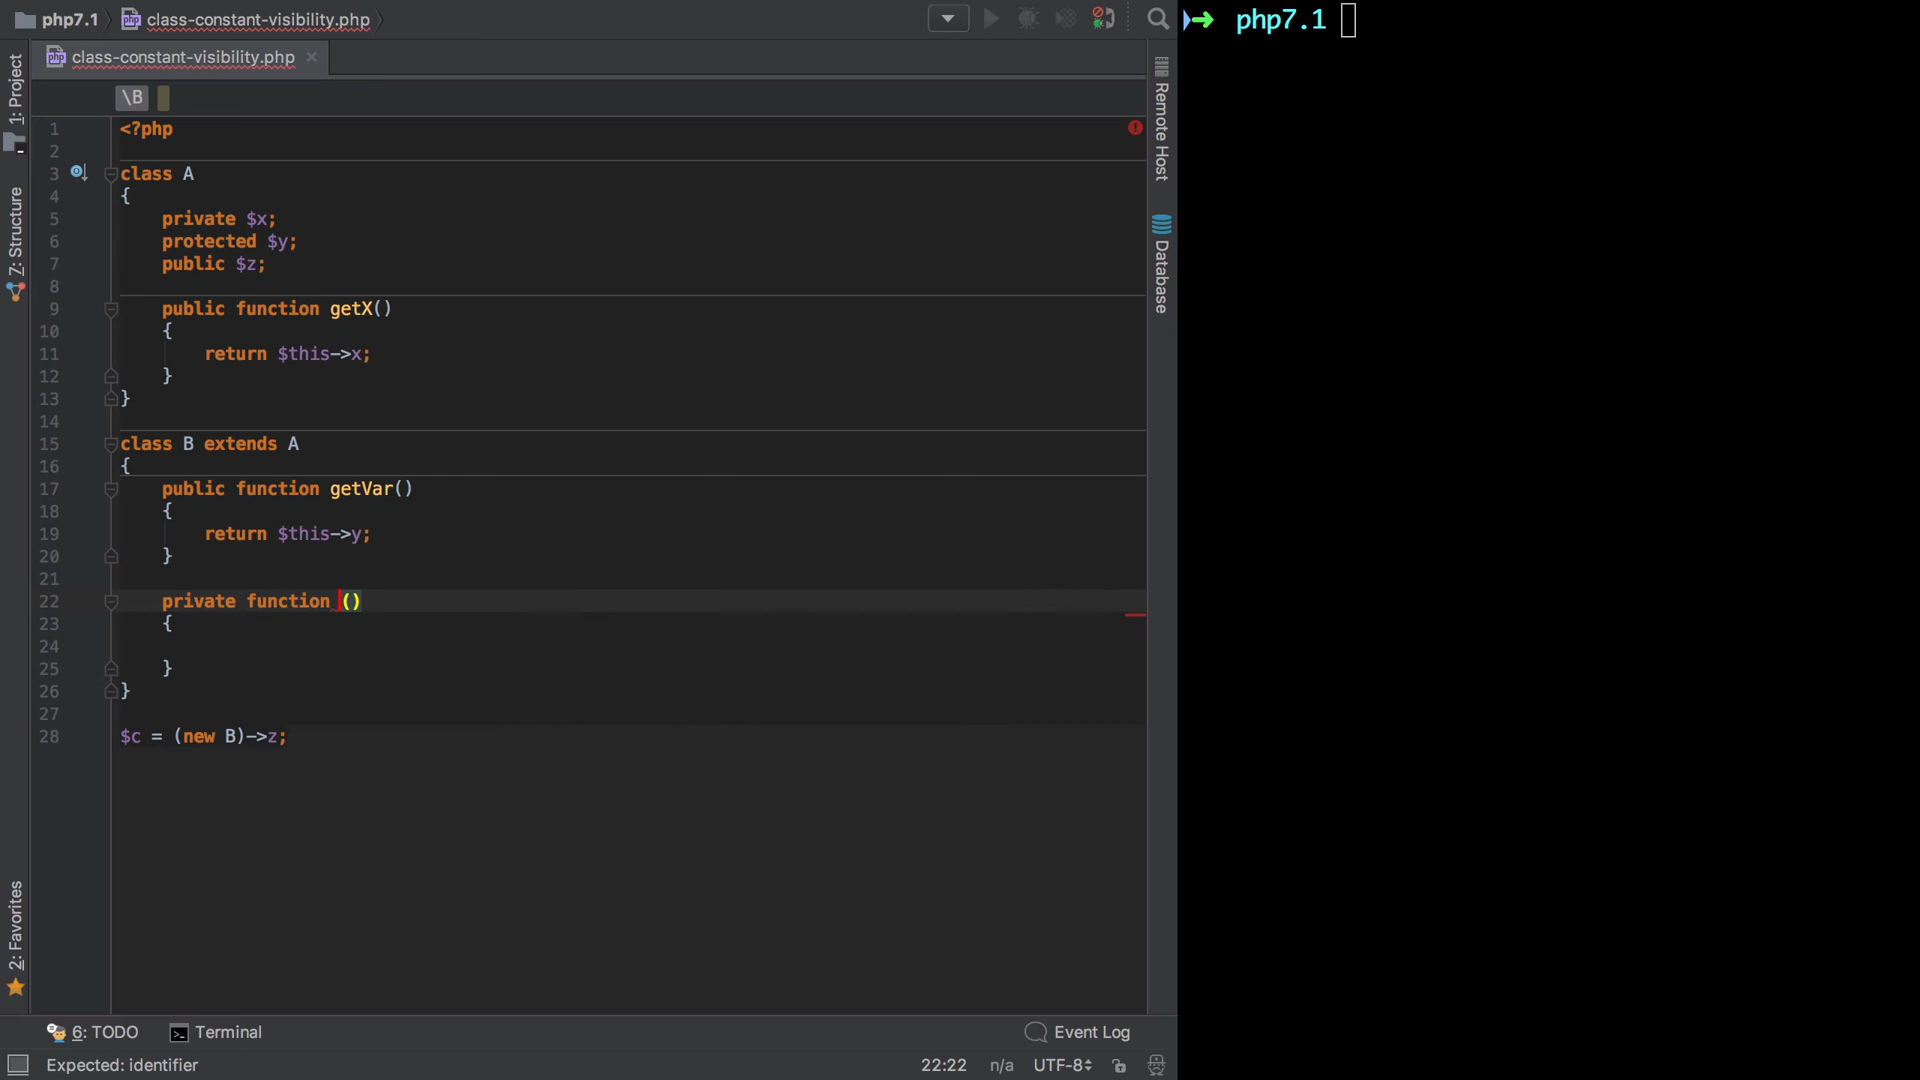 php7.1 class-constant-visibility.php
class-constant-visibility.php
\B
1 <?php
2
3 class A
4 {
5 private $x;
6 protected $y;
7 public $z;
8
9 public function getX()
10 {
11 return $this->x;
12 }
13 }
14
15 class B extends A
16 {
17 public function getVar()
18 {
19 return $this->y;
20 }
21
22 private function ()
23 {
24
25 }
26 }
27
28 $c = (new B)->z;
1: Project
7: Structure
2: Favorites
Remote Host
Database
6: TODO Terminal Event Log
Expected: identifier 22:22 n/a UTF-8
➜ php7.1